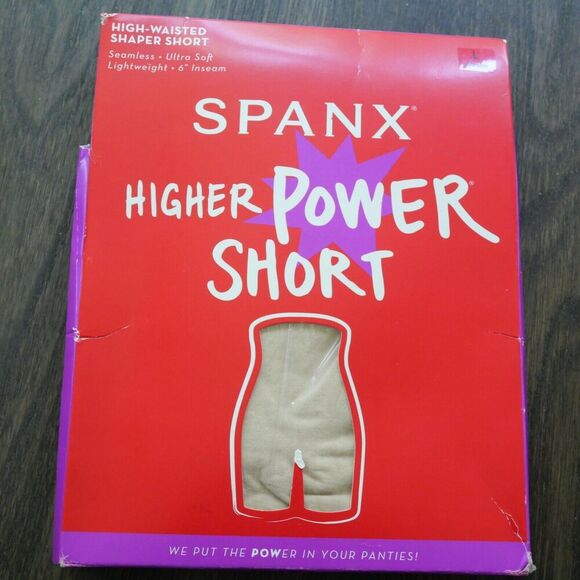 HIGH-WAISTED
SHAPER SHORT
Seamless • Ultra Soft
Lightweight • 6" Inseam
SPANX®
HIGHER POWER®
SHORT
WE PUT THE POWER IN YOUR PANTIES!